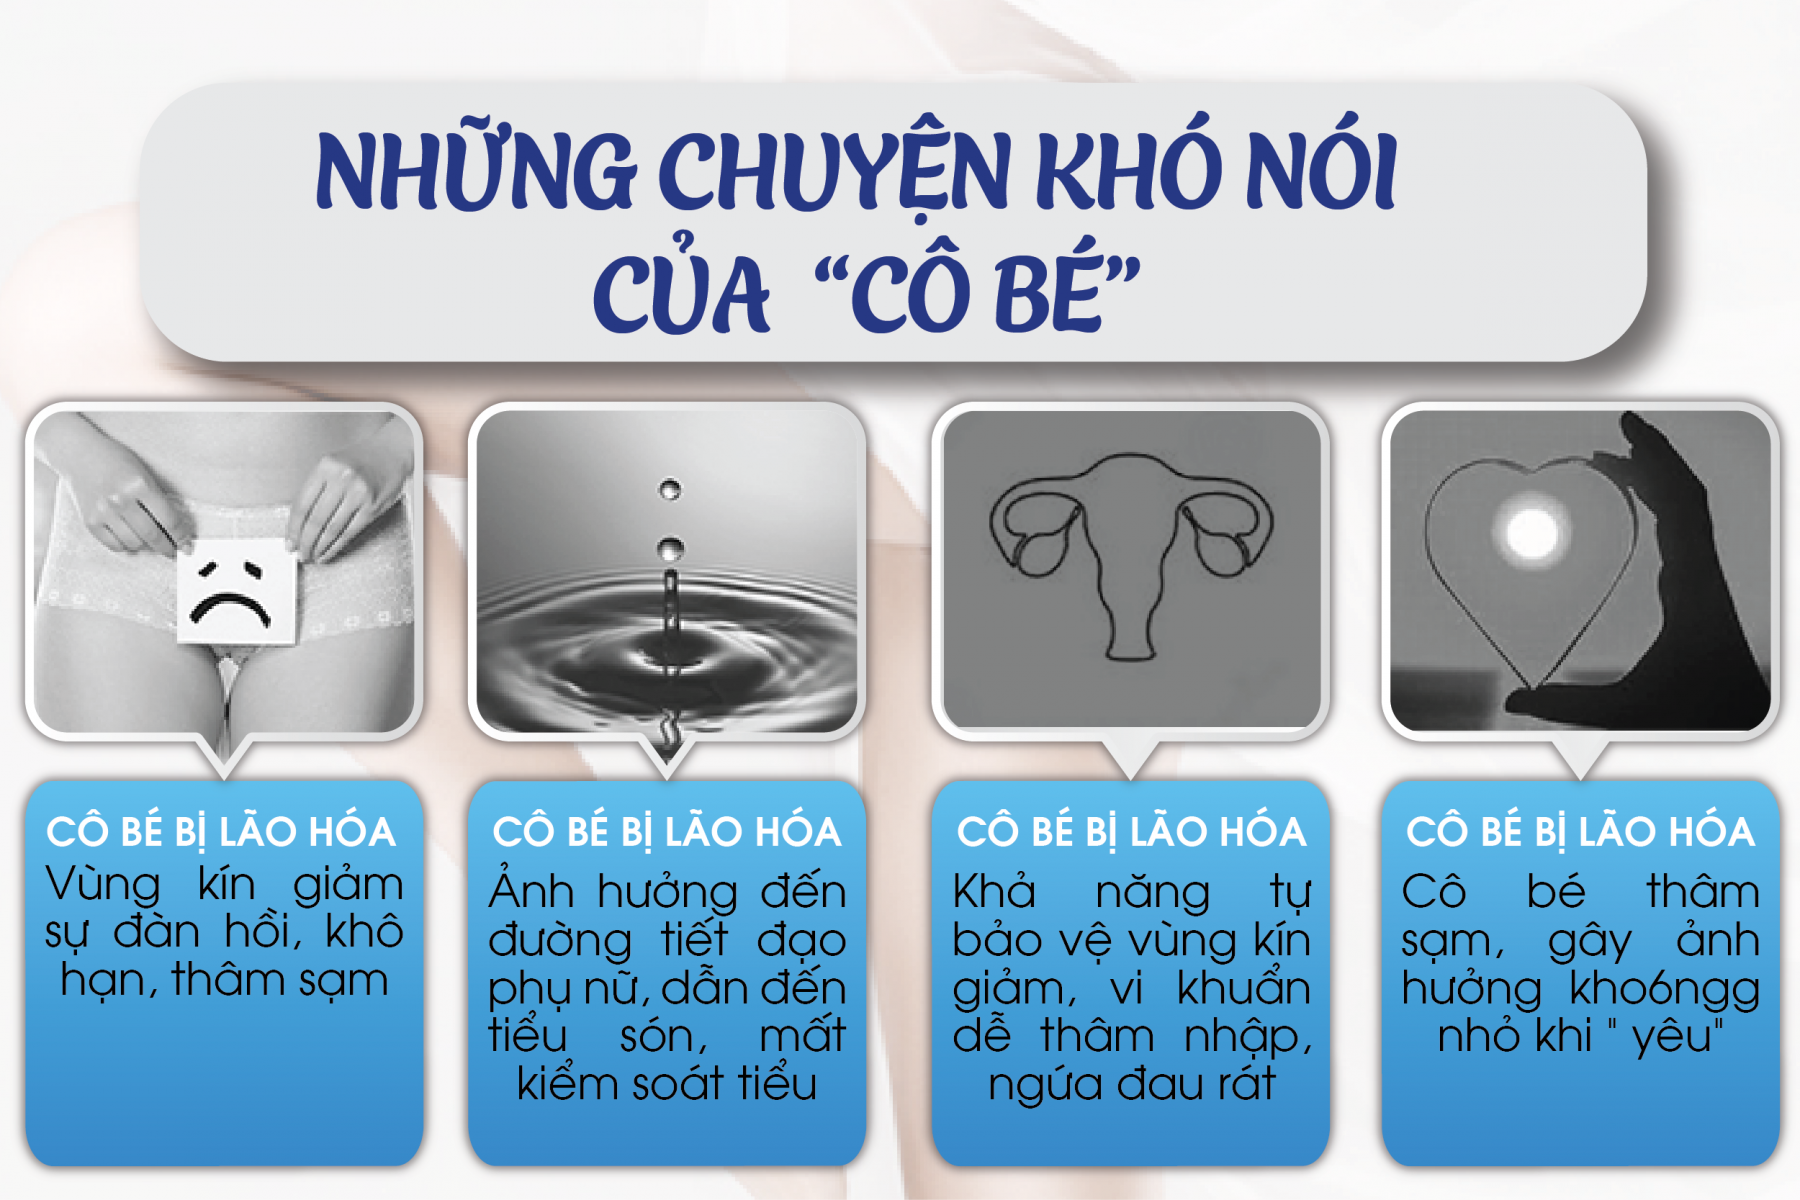 NHỮNG CHUYỆN KHÓ NÓI
CỦA “CÔ BÉ”
CÔ BÉ BỊ LÃO HÓA
Vùng kín giảm
sự đàn hồi, khô
hạn, thâm sạm
CÔ BÉ BỊ LÃO HÓA
Ảnh hưởng đến
đường tiết đạo
phụ nữ, dẫn đến
tiểu són, mất
kiểm soát tiểu
CÔ BÉ BỊ LÃO HÓA
Khả năng tự
bảo vệ vùng kín
giảm, vi khuẩn
dễ thâm nhập,
ngứa đau rát
CÔ BÉ BỊ LÃO HÓA
Cô bé thâm
sạm, gây ảnh
hưởng kho6ngg
nhỏ khi " yêu"